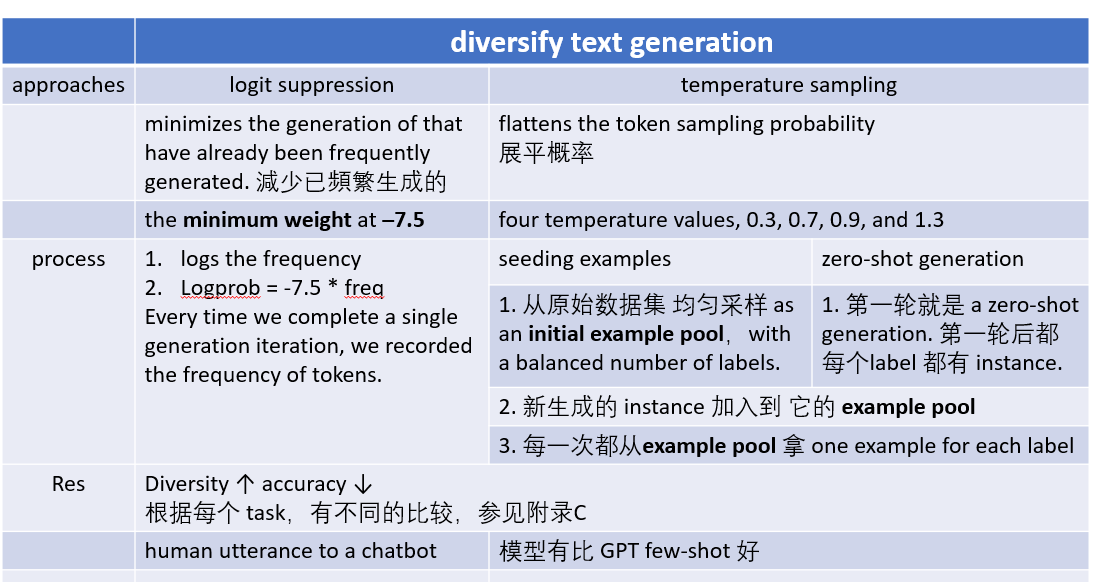 diversify text generation
approaches
logit suppression
temperature sampling
minimizes the generation of that
have already been frequently
generated. 減少已頻繁生成的
flattens the token sampling probability
展平概率
the minimum weight at –7.5
four temperature values, 0.3, 0.7, 0.9, and 1.3
process
1. logs the frequency
2. Logprob = -7.5 * freq
Every time we complete a single
generation iteration, we recorded
the frequency of tokens.
seeding examples
zero-shot generation
1. 从原始数据集 均匀采样 as
an initial example pool，with
a balanced number of labels.
1. 第一轮就是 a zero-shot
generation. 第一轮后都
每个label 都有 instance.
2. 新生成的 instance 加入到 它的 example pool
3. 每一次都从example pool 拿 one example for each label
Res
Diversity ↑ accuracy ↓
根据每个 task，有不同的比较，参见附录C
human utterance to a chatbot
模型有比 GPT few-shot 好